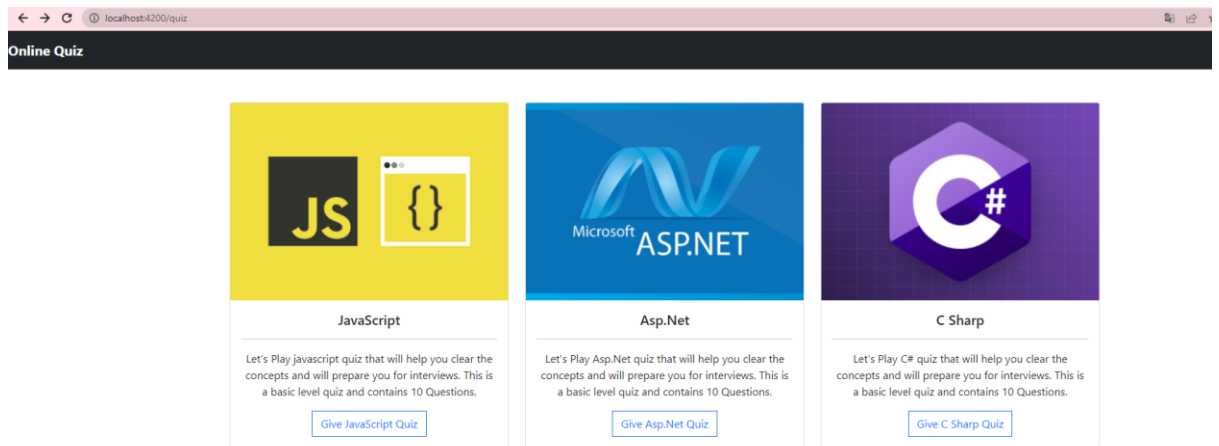 localhost:4200/quiz
Online Quiz
JS
{}
Microsoft
ASP.NET
C#
JavaScript
Let's Play javascript quiz that will help you clear the
concepts and will prepare you for interviews. This is
a basic level quiz and contains 10 Questions.
Give JavaScript Quiz
Asp.Net
Let's Play Asp.Net quiz that will help you clear the
concepts and will prepare you for interviews. This is
a basic level quiz and contains 10 Questions.
Give Asp.Net Quiz
C Sharp
Let's Play C# quiz that will help you clear the
concepts and will prepare you for interviews. This is
a basic level quiz and contains 10 Questions.
Give C Sharp Quiz